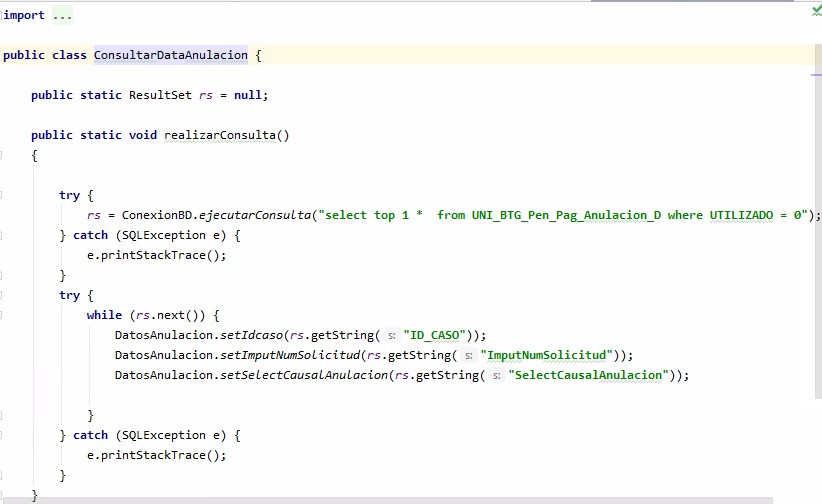 import ...
public class ConsultarDataAnulacion {
public static ResultSet rs = null;
public static void realizarConsulta()
{
try {
rs = ConexionBD.ejecutarConsulta("select top 1 *  from UNI_BTG_Pen_Pag_Anulacion_D where UTILIZADO = 0");
} catch (SQLException e) {
e.printStackTrace();
}
try {
while (rs.next()) {
DatosAnulacion.setIdcaso(rs.getString( s: "ID_CASO"));
DatosAnulacion.setImputNumSolicitud(rs.getString( s: "ImputNumSolicitud"));
DatosAnulacion.setSelectCausalAnulacion(rs.getString( s: "SelectCausalAnulacion"));
}
} catch (SQLException e) {
e.printStackTrace();
}
}